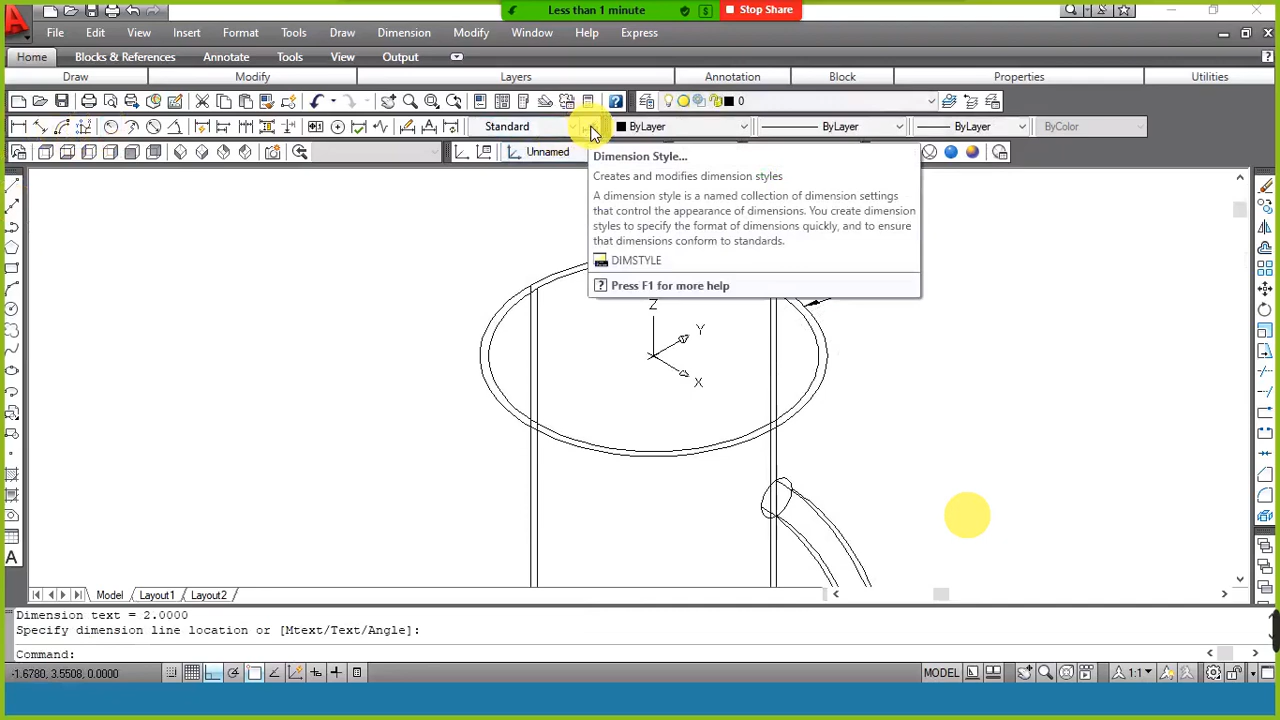 Less than 1 minute
Stop Share
File Edit View Insert Format Tools Draw Dimension Modify Window Help Express
Home Blocks & References Annotate Tools View Output
Draw Modify Layers Annotation Block Properties Utilities
0
Standard ByLayer ByLayer ByLayer ByColor
Unnamed
Dimension Style...
Creates and modifies dimension styles
A dimension style is a named collection of dimension settings
that control the appearance of dimensions. You create dimension
styles to specify the format of dimensions quickly, and to ensure
that dimensions conform to standards.
DIMSTYLE
Press F1 for more help
Z
Y
X
A
Model Layout1 Layout2
Dimension text = 2.0000
Specify dimension line location or [Mtext/Text/Angle]:
Command:
-1.6780, 3.5508, 0.0000 MODEL 1:1